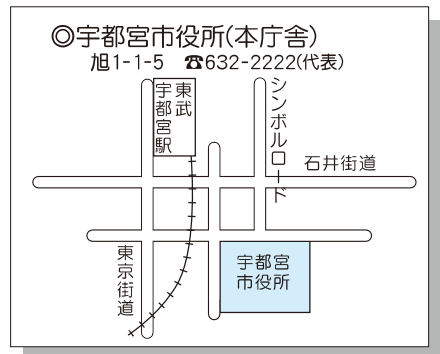 ◎宇都宮市役所(本庁舎)
旭1-1-5 ☎632-2222(代表)
東武
宇都宮駅
シンボルロード
石井街道
東京街道
宇都宮
市役所